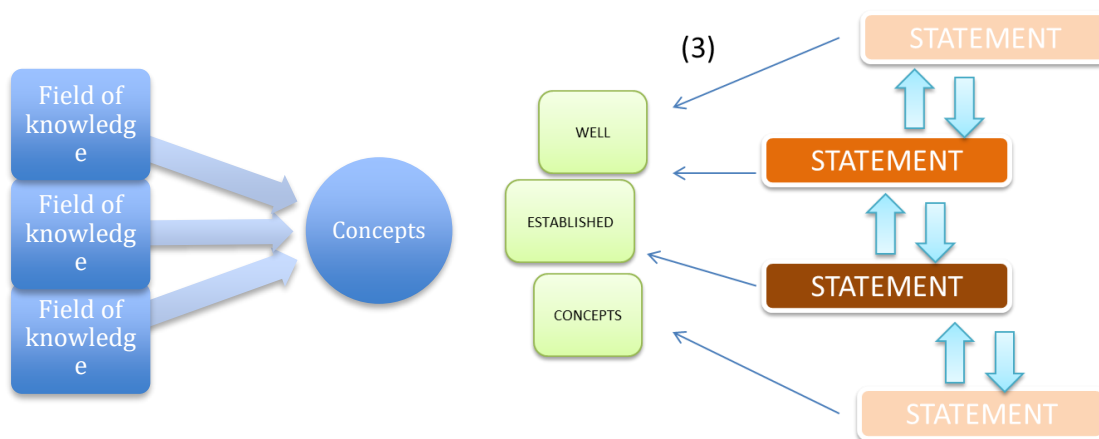 Field of
knowledg
e
Field of
knowledg
e
Field of
knowledg
e
Concepts
(3)
WELL
ESTABLISHED
CONCEPTS
STATEMENT
STATEMENT
STATEMENT
STATEMENT